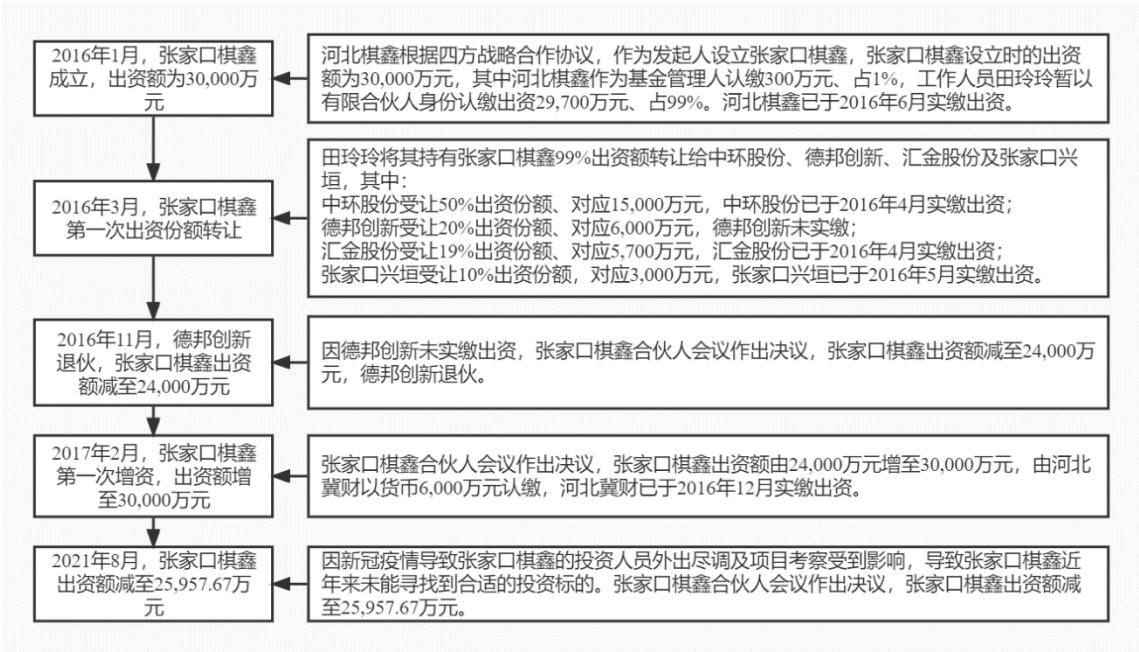 2016年1月，张家口棋鑫
成立，出资额为30,000万
元
河北棋鑫根据四方战略合作协议，作为发起人设立张家口棋鑫，张家口棋鑫设立时的出资
额为30,000万元，其中河北棋鑫作为基金管理人认缴300万元、占1%，工作人员田玲玲暂以
有限合伙人身份认缴出资29,700万元、占99%。河北棋鑫已于2016年6月实缴出资。
2016年3月，张家口棋鑫
第一次出资份额转让
田玲玲将其持有张家口棋鑫99%出资额转让给中环股份、德邦创新、汇金股份及张家口兴
垣，其中：
中环股份受让50%出资份额、对应15,000万元，中环股份已于2016年4月实缴出资；
德邦创新受让20%出资份额、对应6,000万元，德邦创新未实缴；
汇金股份受让19%出资份额、对应5,700万元，汇金股份已于2016年4月实缴出资；
张家口兴垣受让10%出资份额，对应3,000万元，张家口兴垣已于2016年5月实缴出资。
2016年11月，德邦创新
退伙，张家口棋鑫出资
额减至24,000万元
因德邦创新未实缴出资，张家口棋鑫合伙人会议作出决议，张家口棋鑫出资额减至24,000万
元，德邦创新退伙。
2017年2月，张家口棋鑫
第一次增资，出资额增
至30,000万元
张家口棋鑫合伙人会议作出决议，张家口棋鑫出资额由24,000万元增至30,000万元，由河北
冀财以货币6,000万元认缴，河北冀财已于2016年12月实缴出资。
2021年8月，张家口棋鑫
出资额减至25,957.67万
元
因新冠疫情导致张家口棋鑫的投资人员外出尽调及项目考察受到影响，导致张家口棋鑫近
年来未能寻找到合适的投资标的。张家口棋鑫合伙人会议作出决议，张家口棋鑫出资额减
至25,957.67万元。